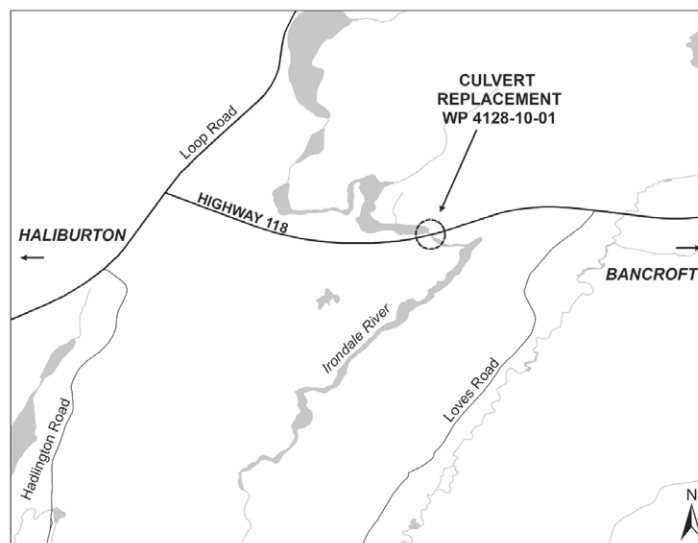 CULVERT
REPLACEMENT
WP 4128-10-01
Loop Road
HIGHWAY 118
HALIBURTON
BANCROFT
Irondale River
Loves Road
Hadlington Road
N